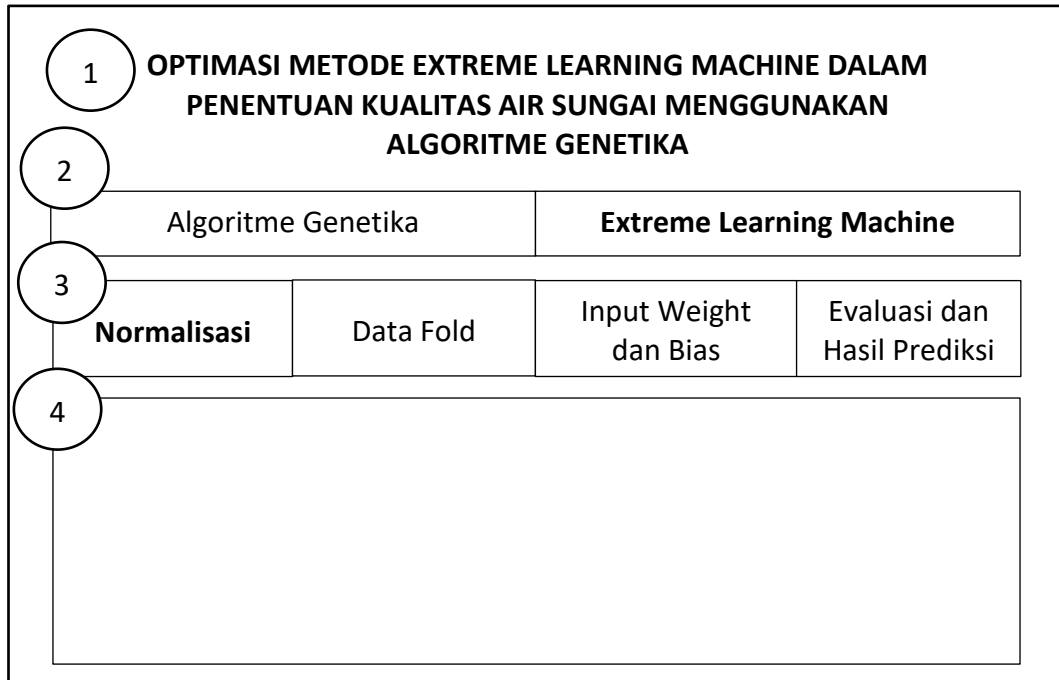 1
OPTIMASI METODE EXTREME LEARNING MACHINE DALAM
PENENTUAN KUALITAS AIR SUNGAI MENGGUNAKAN
ALGORITME GENETIKA
2
Algoritme Genetika
Extreme Learning Machine
3
Normalisasi
Data Fold
Input Weight
dan Bias
Evaluasi dan
Hasil Prediksi
4